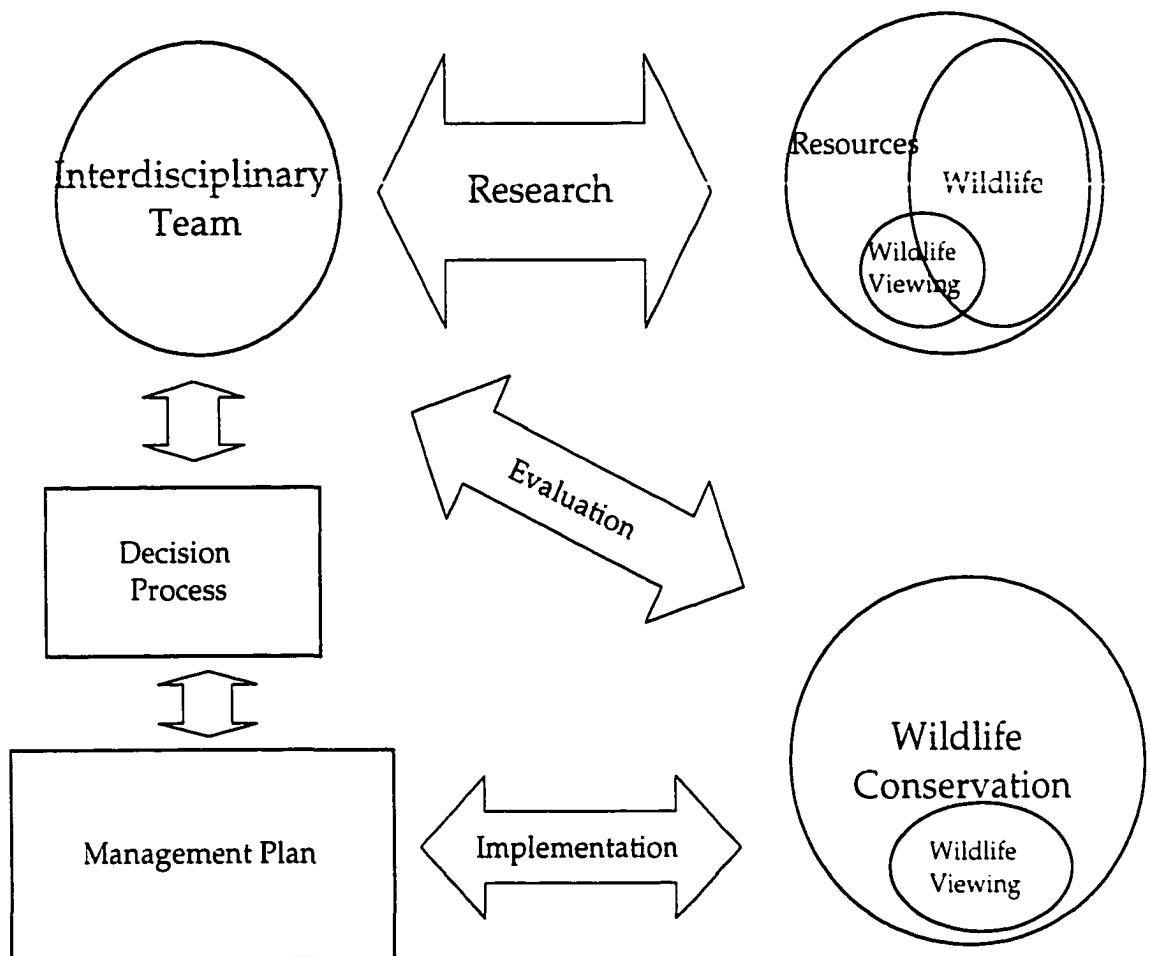 Interdisciplinary
Team
Research
Resources
Wildlife
Wildlife
Viewing
Evaluation
Decision
Process
Wildlife
Conservation
Wildlife
Viewing
Management Plan
Implementation